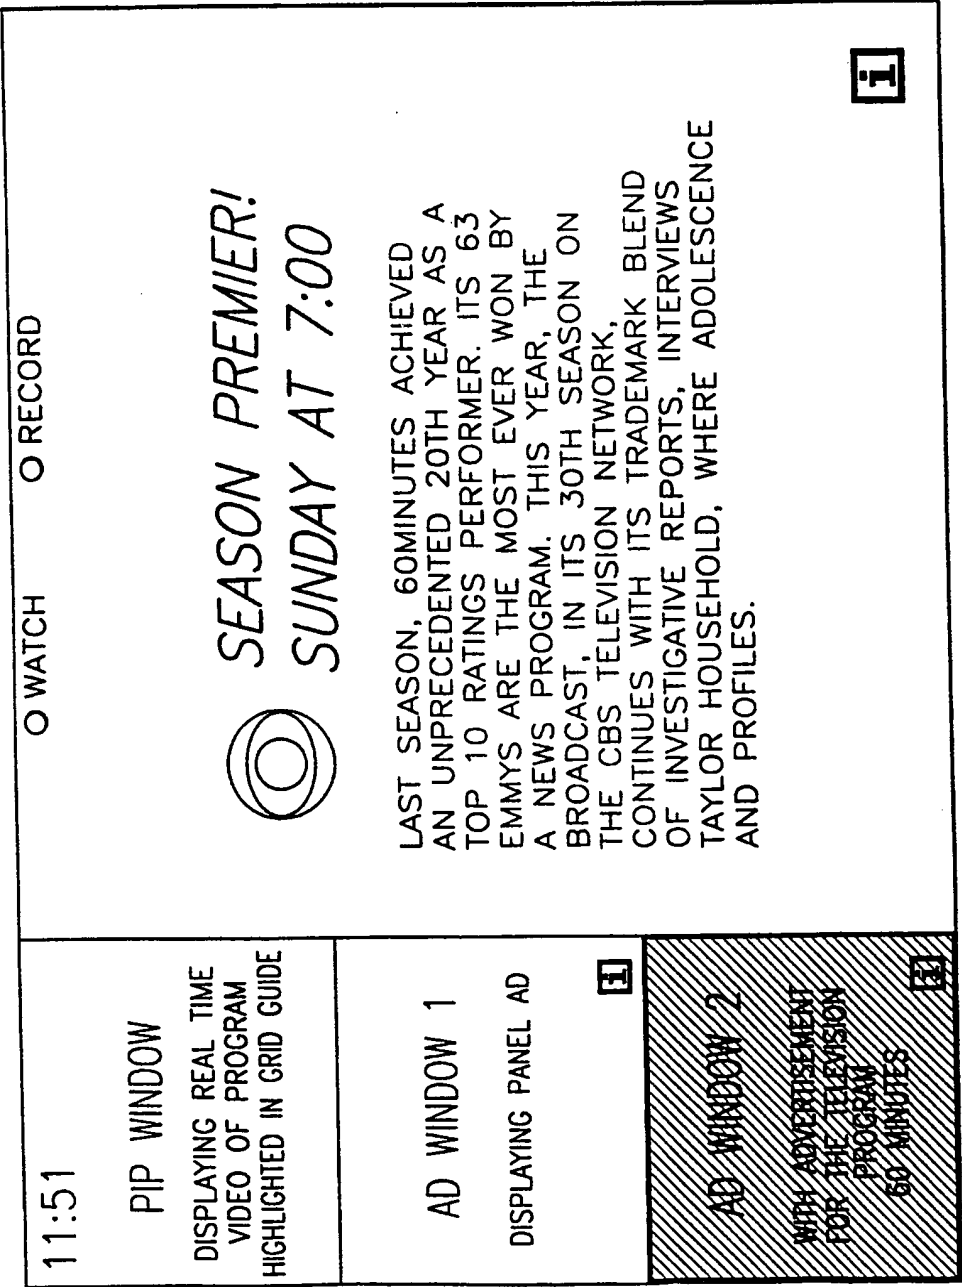 11:51
PIP WINDOW
DISPLAYING REAL TIME
VIDEO OF PROGRAM
HIGHLIGHTED IN GRID GUIDE
AD WINDOW 1
DISPLAYING PANEL AD
i
AD WINDOW 2
WITH ADVERTISEMENT
FOR THE TELEVISION
PROGRAM
60 MINUTES
i
O WATCH O RECORD
SEASON PREMIER!
SUNDAY AT 7:00
LAST SEASON, 60MINUTES ACHIEVED
AN UNPRECEDENTED 20TH YEAR AS A
TOP 10 RATINGS PERFORMER. ITS 63
EMMYS ARE THE MOST EVER WON BY
A NEWS PROGRAM. THIS YEAR, THE
BROADCAST, IN ITS 30TH SEASON ON
THE CBS TELEVISION NETWORK,
CONTINUES WITH ITS TRADEMARK BLEND
OF INVESTIGATIVE REPORTS, INTERVIEWS
TAYLOR HOUSEHOLD, WHERE ADOLESCENCE
AND PROFILES.
i